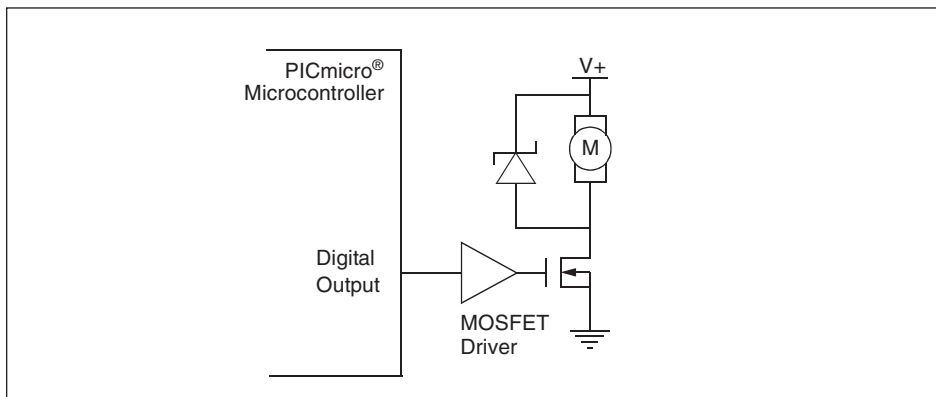 PICmicro®
Microcontroller
V+
M
Digital
Output
MOSFET
Driver